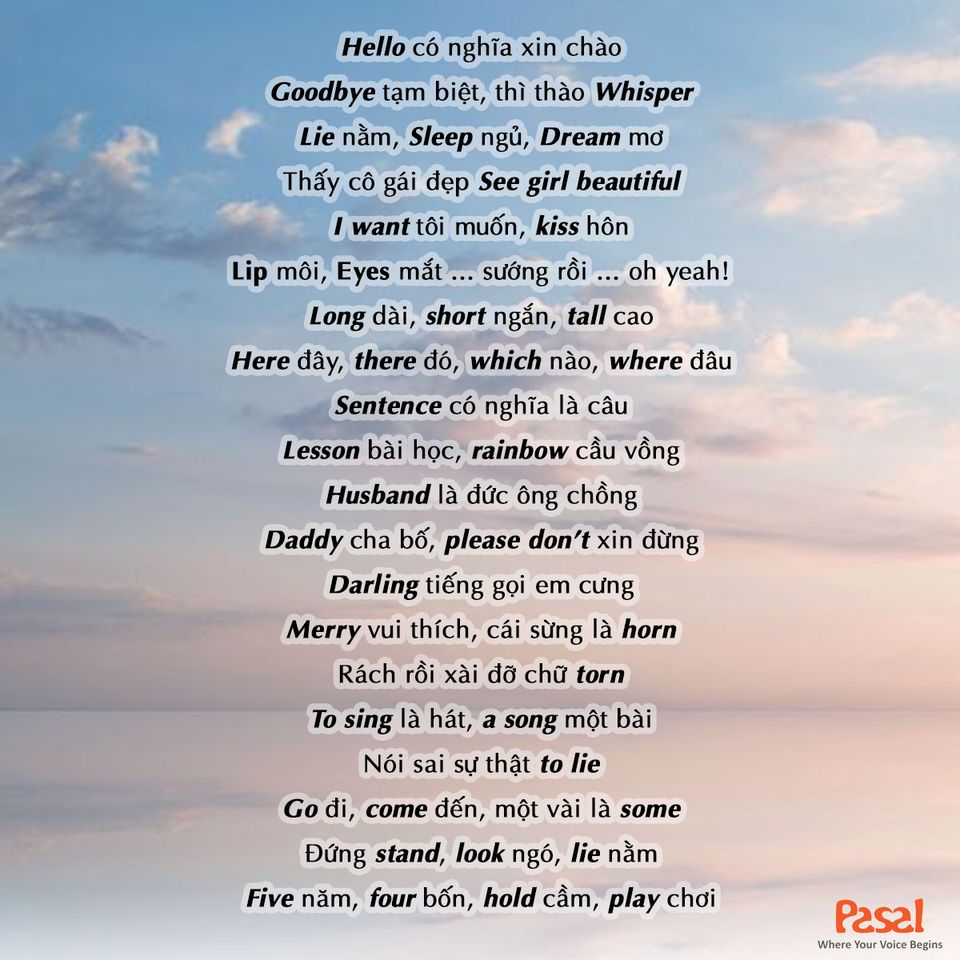 Hello có nghĩa xin chào
Goodbye tạm biệt, thì thào Whisper
Lie nằm, Sleep ngủ, Dream mơ
Thấy cô gái đẹp See girl beautiful
I want tôi muốn, kiss hôn
Lip môi, Eyes mắt ... sướng rồi ... oh yeah!
Long dài, short ngắn, tall cao
Here đây, there đó, which nào, where đâu
Sentence có nghĩa là câu
Lesson bài học, rainbow cầu vồng
Husband là đức ông chồng
Daddy cha bố, please don't xin đừng
Darling tiếng gọi em cưng
Merry vui thích, cái sừng là horn
Rách rồi xài đỡ chữ torn
To sing là hát, a song một bài
Nói sai sự thật to lie
Go đi, come đến, một vài là some
Đứng stand, look ngó, lie nằm
Five năm, four bốn, hold cầm, play chơi
Pasal
Where Your Voice Begins